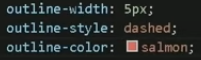 outline-width: 5px;
outline-style: dashed;
outline-color: salmon;